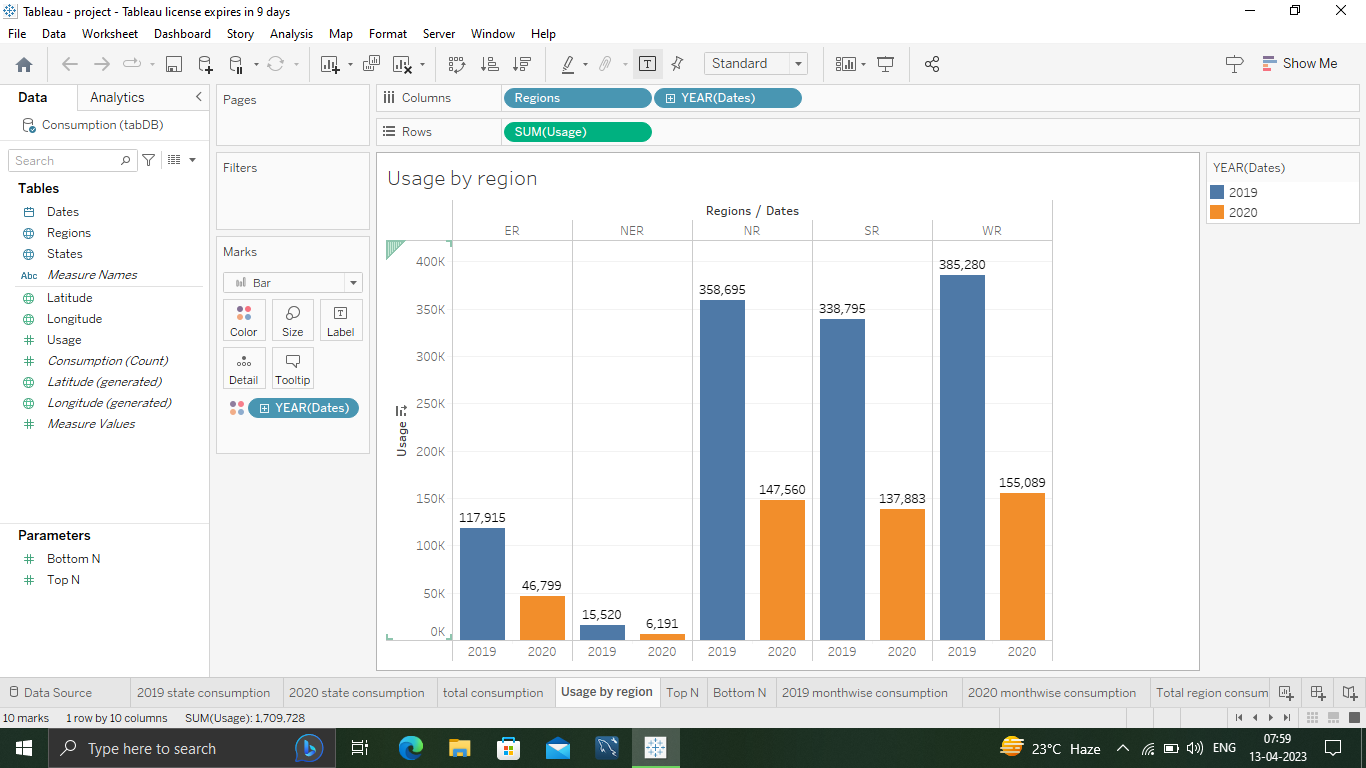 Tableau - project - Tableau license expires in 9 days
File Data Worksheet Dashboard Story Analysis Map Format Server Window Help
Standard
Show Me
Data Analytics
Consumption (tabDB)
Search
Tables
Dates
Regions
States
Abc Measure Names
Latitude
Longitude
Usage
Consumption (Count)
Latitude (generated)
Longitude (generated)
Measure Values
Parameters
Bottom N
Top N
Pages
Filters
Marks
Bar
Color Size Label
Detail Tooltip
YEAR(Dates)
Columns Regions YEAR(Dates)
Rows SUM(Usage)
Usage by region
Regions / Dates
ER NER NR SR WR
Usage
400K
350K
300K
250K
200K
150K
100K
50K
0K
117,915
46,799
15,520
6,191
358,695
147,560
338,795
137,883
385,280
155,089
2019 2020 2019 2020 2019 2020 2019 2020 2019 2020
YEAR(Dates)
2019
2020
Data Source 2019 state consumption 2020 state consumption total consumption Usage by region Top N Bottom N 2019 monthwise consumption 2020 monthwise consumption Total region consum
10 marks 1 row by 10 columns SUM(Usage): 1,709,728
Type here to search
23°C Haze
ENG
07:59
13-04-2023